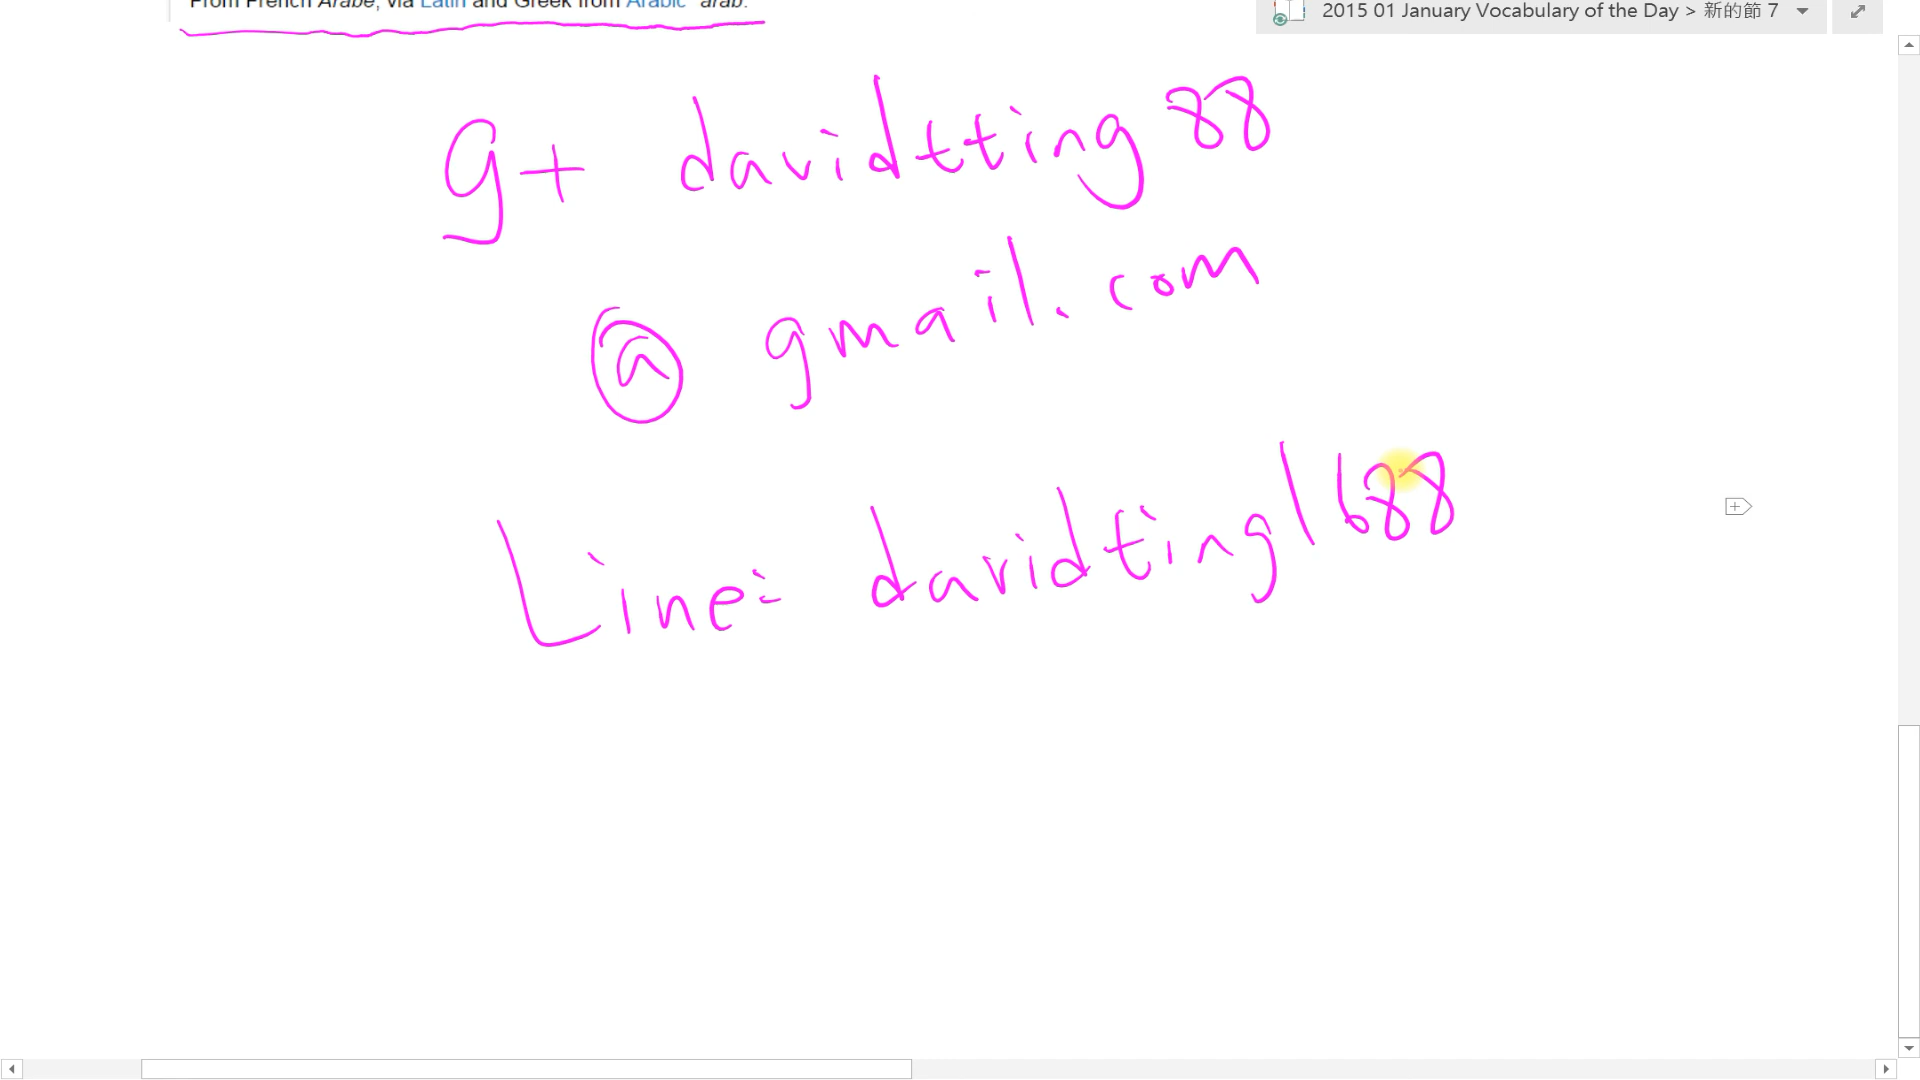 From French Arabe, via Latin and Greek from Arabic 'arab.
2015 01 January Vocabulary of the Day > 新的節 7
g+ davidtting88
@ gmail.com
Line: davidting1688